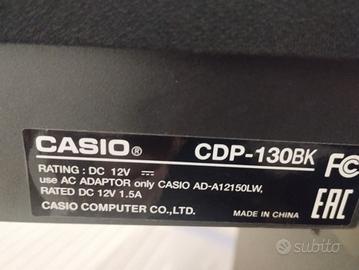 CASIO® CDP-130BK
RATING : DC 12V ⎓
use AC ADAPTOR only CASIO AD-A12150LW,
RATED DC 12V 1.5A
CASIO COMPUTER CO.,LTD.
MADE IN CHINA
FC
EAC
subito